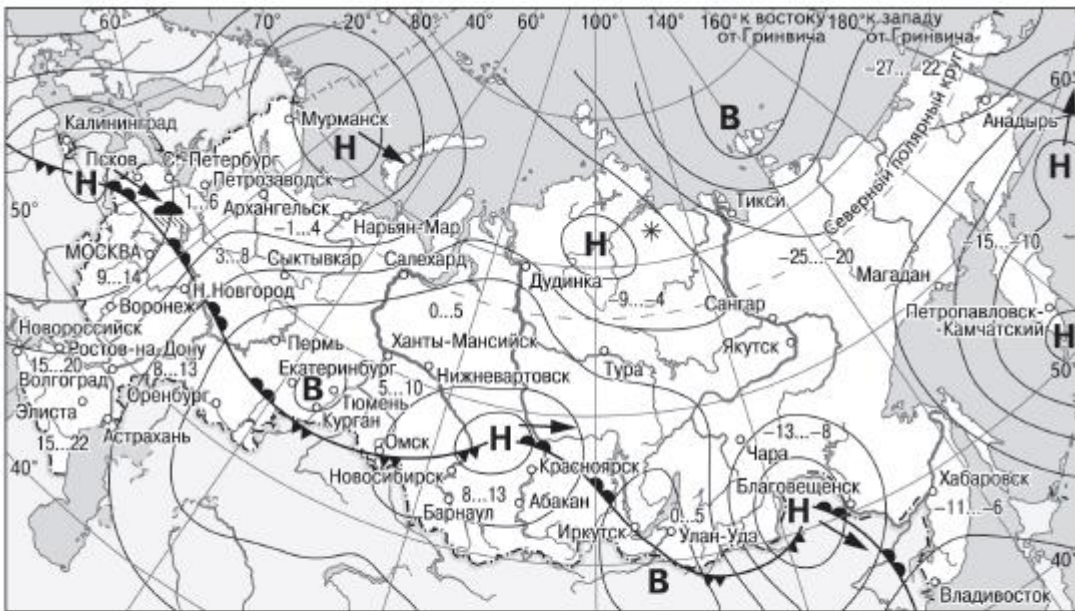 60° 70° 20° 30° 40° 60° 100° 140° 160° к востоку 180° к западу
от Гринвича от Гринвича
−27...−22
60°
Северный полярный круг
В
Анадырь
Калининград
Мурманск
Н
Н
Псков
С.-Петербург
Н
Петрозаводск
1...6
50°
Архангельск
−1...4
Нарьян-Мар
Тикси
−15...−10
МОСКВА
9...14
3...8
Сыктывкар
Салехард
Н
Дудинка
−25...−20
Магадан
−9...−4
Сангар
Воронеж
Н.Новгород
0...5
Петропавловск-
-Камчатский
Н
Новороссийск
Ростов-на-Дону
Пермь
Ханты-Мансийск
Якутск
50°
15...20
8...13
Екатеринбург
Тура
Волгоград
В
5...10
Нижневартовск
Оренбург
Тюмень
Элиста
Курган
15...22
Астрахань
Омск
Н
−13...−8
Чара
40°
Новосибирск
Красноярск
Хабаровск
Благовещенск
8...13
−11...−6
Барнаул
Абакан
0...5
Н
Иркутск
Улан-Удэ
40°
В
Владивосток